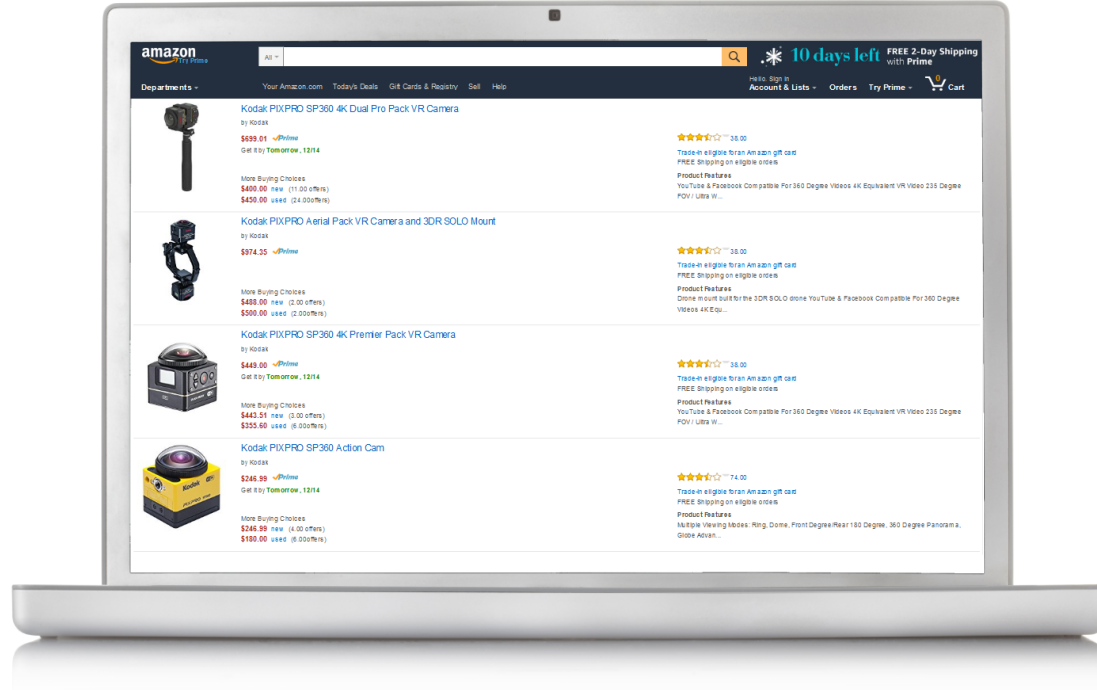 amazon
Try Prime
All
10 days left FREE 2-Day Shipping
with Prime
Departments
Your Amazon.com Today's Deals Gift Cards & Registry Sell Help
Hello. Sign in
Account & Lists Orders Try Prime 0 Cart
Kodak PIXPRO SP360 4K Dual Pro Pack VR Camera
by Kodak
$699.01 Prime
Get it by Tomorrow, 12/14
More Buying Choices
$400.00 new (11.00 offers)
$450.00 used (24.00offers)
38.00
Trade-in eligible for an Amazon gift card
FREE Shipping on eligible orders
Product Features
YouTube & Facebook Compatible For 360 Degree Videos 4K Equivalent VR Video 235 Degree
FOV / Ultra W...
Kodak PIXPRO Aerial Pack VR Camera and 3DR SOLO Mount
by Kodak
$974.35 Prime
More Buying Choices
$488.00 new (2.00 offers)
$500.00 used (2.00offers)
38.00
Trade-in eligible for an Amazon gift card
FREE Shipping on eligible orders
Product Features
Drone mount built for the 3DR SOLO drone YouTube & Facebook Compatible For 360 Degree
Videos 4K Equ...
Kodak PIXPRO SP360 4K Premier Pack VR Camera
by Kodak
$449.00 Prime
Get it by Tomorrow, 12/14
More Buying Choices
$443.51 new (3.00 offers)
$355.60 used (6.00offers)
38.00
Trade-in eligible for an Amazon gift card
FREE Shipping on eligible orders
Product Features
YouTube & Facebook Compatible For 360 Degree Videos 4K Equivalent VR Video 235 Degree
FOV / Ultra W...
Kodak PIXPRO SP360 Action Cam
by Kodak
$246.99 Prime
Get it by Tomorrow, 12/14
More Buying Choices
$246.99 new (4.00 offers)
$180.00 used (6.00offers)
Kodak
74.00
Trade-in eligible for an Amazon gift card
FREE Shipping on eligible orders
Product Features
Multiple Viewing Modes: Ring, Dome, Front Degree/Rear 180 Degree, 360 Degree Panorama,
Globe Advan...